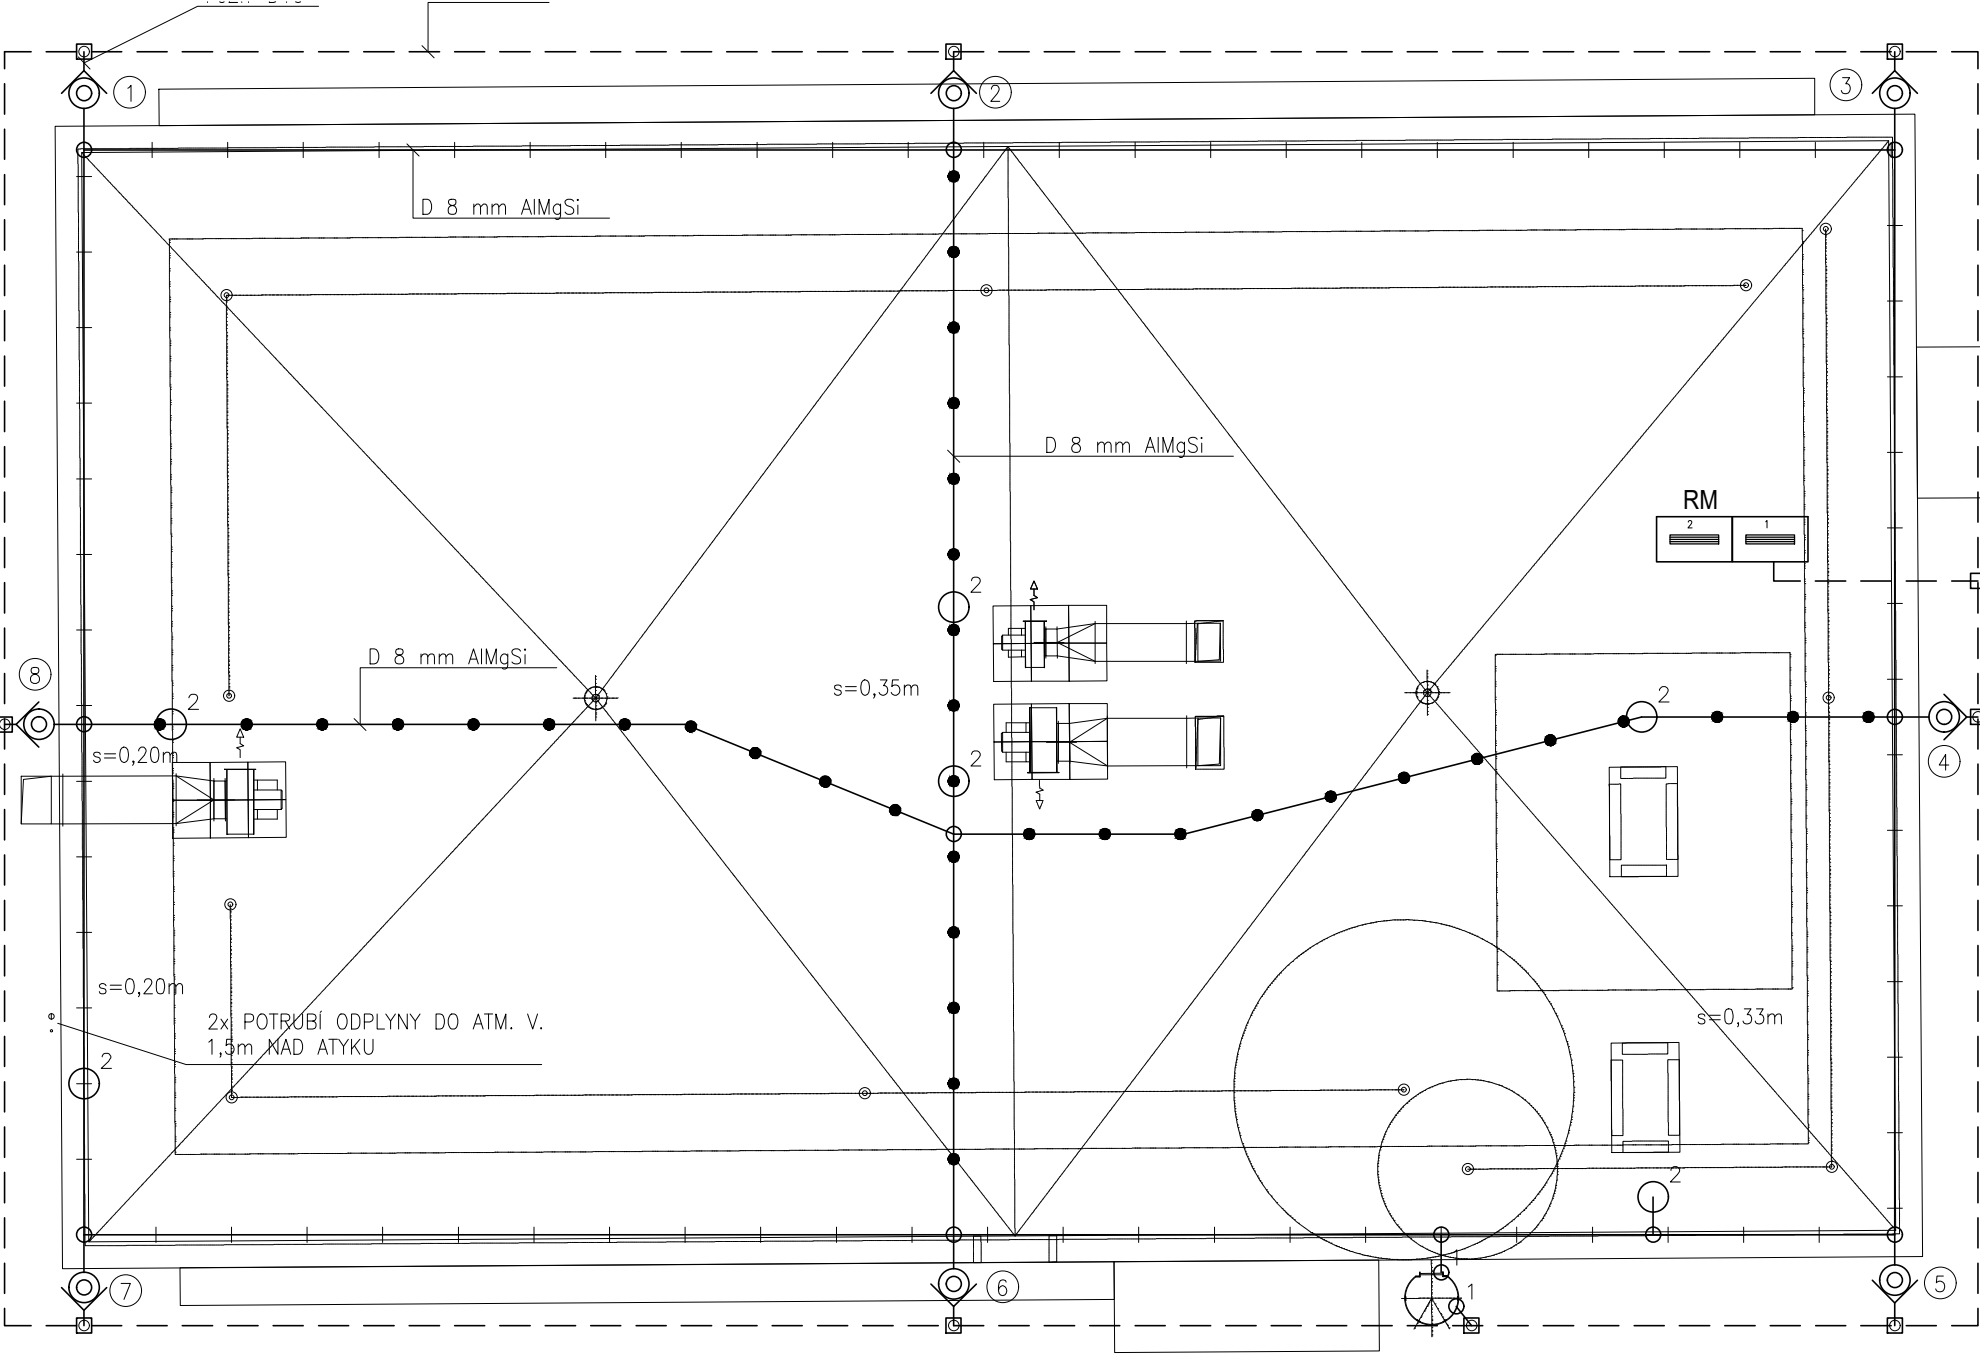 1
2
3
D 8 mm AlMgSi
D 8 mm AlMgSi
RM
2
1
2
D 8 mm AlMgSi
8
2
s=0,35m
2
s=0,20m
2
4
s=0,20m
2x POTRUBÍ ODPLYNY DO ATM. V.
1,5m NAD ATYKU
s=0,33m
2
2
7
6
1
5